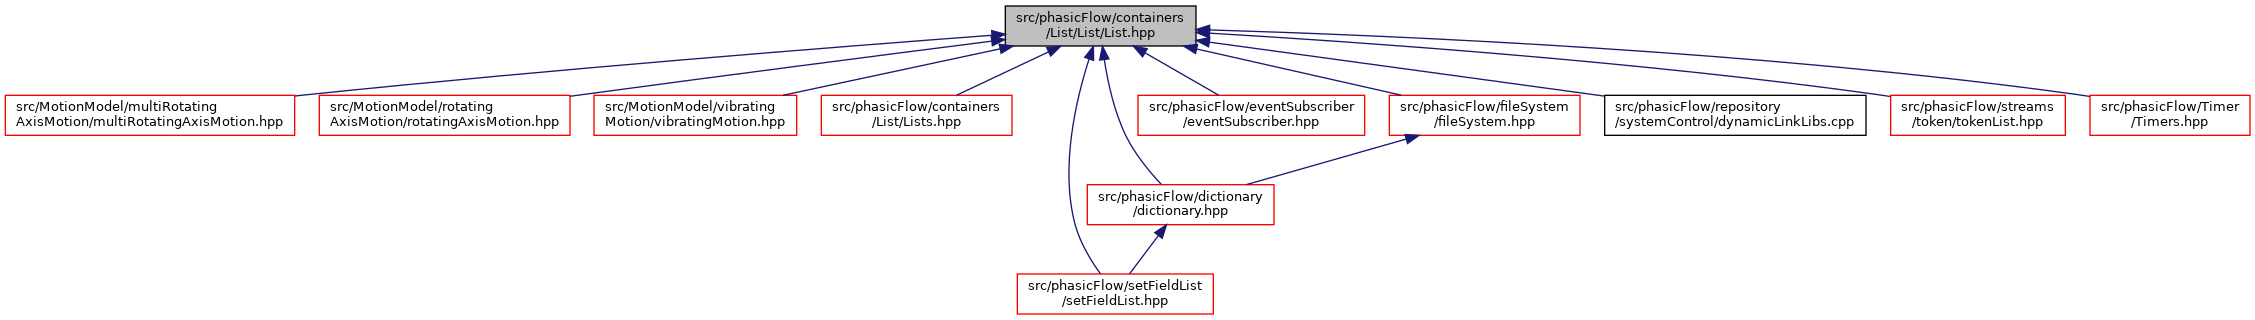 src/phasicFlow/containers
/List/List/List.hpp
src/MotionModel/multiRotating
AxisMotion/multiRotatingAxisMotion.hpp
src/MotionModel/rotating
AxisMotion/rotatingAxisMotion.hpp
src/MotionModel/vibrating
Motion/vibratingMotion.hpp
src/phasicFlow/containers
/List/Lists.hpp
src/phasicFlow/eventSubscriber
/eventSubscriber.hpp
src/phasicFlow/fileSystem
/fileSystem.hpp
src/phasicFlow/repository
/systemControl/dynamicLinkLibs.cpp
src/phasicFlow/streams
/token/tokenList.hpp
src/phasicFlow/Timer
/Timers.hpp
src/phasicFlow/dictionary
/dictionary.hpp
src/phasicFlow/setFieldList
/setFieldList.hpp